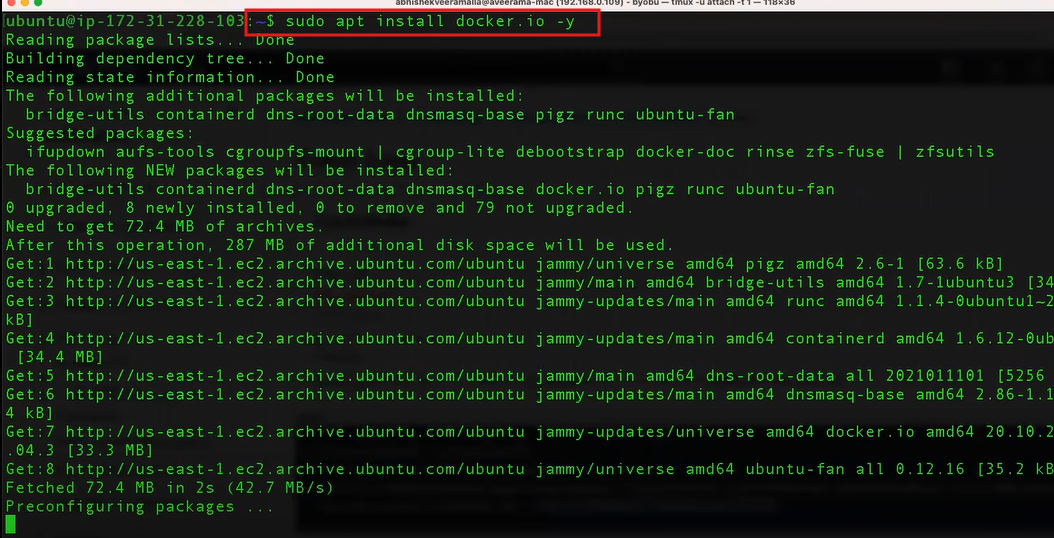 abhishekveeramalla@aveerama-mac (192.168.0.109) - byobu — tmux -u attach -t 1 — 118×36
ubuntu@ip-172-31-228-103:~$ sudo apt install docker.io -y
Reading package lists... Done
Building dependency tree... Done
Reading state information... Done
The following additional packages will be installed:
  bridge-utils containerd dns-root-data dnsmasq-base pigz runc ubuntu-fan
Suggested packages:
  ifupdown aufs-tools cgroupfs-mount | cgroup-lite debootstrap docker-doc rinse zfs-fuse | zfsutils
The following NEW packages will be installed:
  bridge-utils containerd dns-root-data dnsmasq-base docker.io pigz runc ubuntu-fan
0 upgraded, 8 newly installed, 0 to remove and 79 not upgraded.
Need to get 72.4 MB of archives.
After this operation, 287 MB of additional disk space will be used.
Get:1 http://us-east-1.ec2.archive.ubuntu.com/ubuntu jammy/universe amd64 pigz amd64 2.6-1 [63.6 kB]
Get:2 http://us-east-1.ec2.archive.ubuntu.com/ubuntu jammy/main amd64 bridge-utils amd64 1.7-1ubuntu3 [34
Get:3 http://us-east-1.ec2.archive.ubuntu.com/ubuntu jammy-updates/main amd64 runc amd64 1.1.4-0ubuntu1~2
kB]
Get:4 http://us-east-1.ec2.archive.ubuntu.com/ubuntu jammy-updates/main amd64 containerd amd64 1.6.12-0ub
 [34.4 MB]
Get:5 http://us-east-1.ec2.archive.ubuntu.com/ubuntu jammy/main amd64 dns-root-data all 2021011101 [5256
Get:6 http://us-east-1.ec2.archive.ubuntu.com/ubuntu jammy-updates/main amd64 dnsmasq-base amd64 2.86-1.1
4 kB]
Get:7 http://us-east-1.ec2.archive.ubuntu.com/ubuntu jammy-updates/universe amd64 docker.io amd64 20.10.2
.04.3 [33.3 MB]
Get:8 http://us-east-1.ec2.archive.ubuntu.com/ubuntu jammy/universe amd64 ubuntu-fan all 0.12.16 [35.2 kB
Fetched 72.4 MB in 2s (42.7 MB/s)
Preconfiguring packages ...